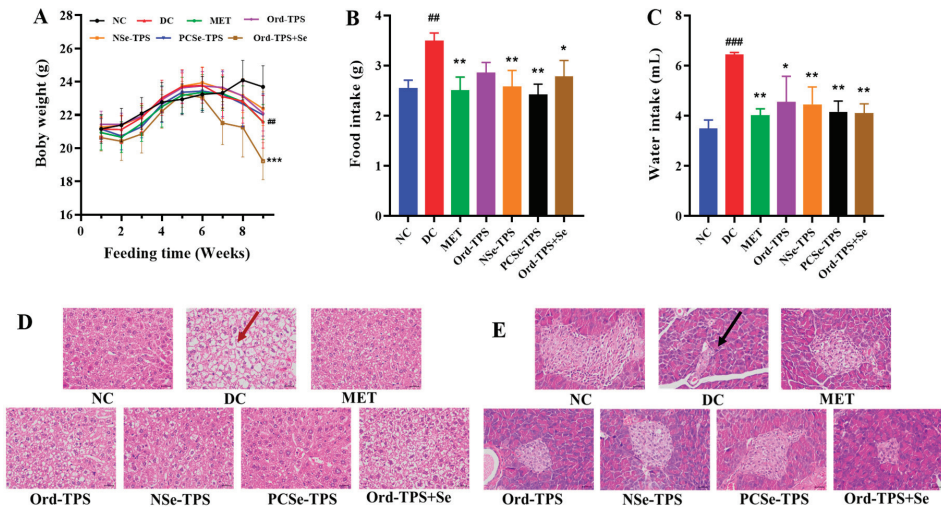 A
NC DC MET Ord-TPS
NSe-TPS PCSe-TPS Ord-TPS+Se
Boby weight (g)
26
24
22
20
18
16
##
***
0 2 4 6 8 10
Feeding time (Weeks)
B
Food intake (g)
4
3
2
1
0
##
**
**
**
*
NC DC MET Ord-TPS NSe-TPS PCSe-TPS Ord-TPS+Se
C
Water intake (mL)
8
6
4
2
0
###
**
*
**
**
**
NC DC MET Ord-TPS NSe-TPS PCSe-TPS Ord-TPS+Se
D
NC DC MET
Ord-TPS NSe-TPS PCSe-TPS Ord-TPS+Se
E
NC DC MET
Ord-TPS NSe-TPS PCSe-TPS Ord-TPS+Se